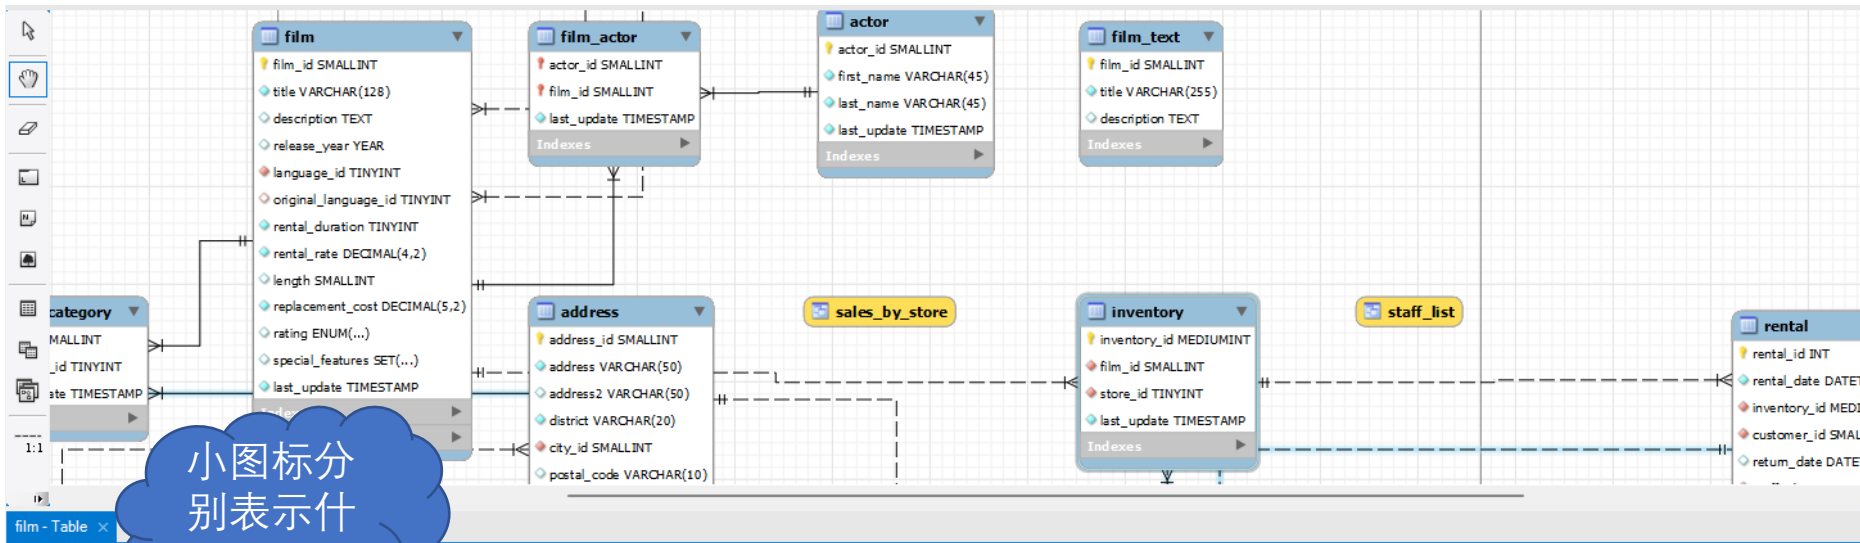 film
film_id SMALLINT
title VARCHAR(128)
description TEXT
release_year YEAR
language_id TINYINT
original_language_id TINYINT
rental_duration TINYINT
rental_rate DECIMAL(4,2)
length SMALLINT
replacement_cost DECIMAL(5,2)
rating ENUM(...)
special_features SET(...)
last_update TIMESTAMP
film_actor
actor_id SMALLINT
film_id SMALLINT
last_update TIMESTAMP
Indexes
actor
actor_id SMALLINT
first_name VARCHAR(45)
last_name VARCHAR(45)
last_update TIMESTAMP
Indexes
film_text
film_id SMALLINT
title VARCHAR(255)
description TEXT
Indexes
category
MALLINT
_id TINYINT
ate TIMESTAMP
address
address_id SMALLINT
address VARCHAR(50)
address2 VARCHAR(50)
district VARCHAR(20)
city_id SMALLINT
postal_code VARCHAR(10)
sales_by_store
inventory
inventory_id MEDIUMINT
film_id SMALLINT
store_id TINYINT
last_update TIMESTAMP
Indexes
staff_list
rental
rental_id INT
rental_date DATET
inventory_id MEDI
customer_id SMAL
return_date DATE
1:1
小图标分
别表示什
film - Table